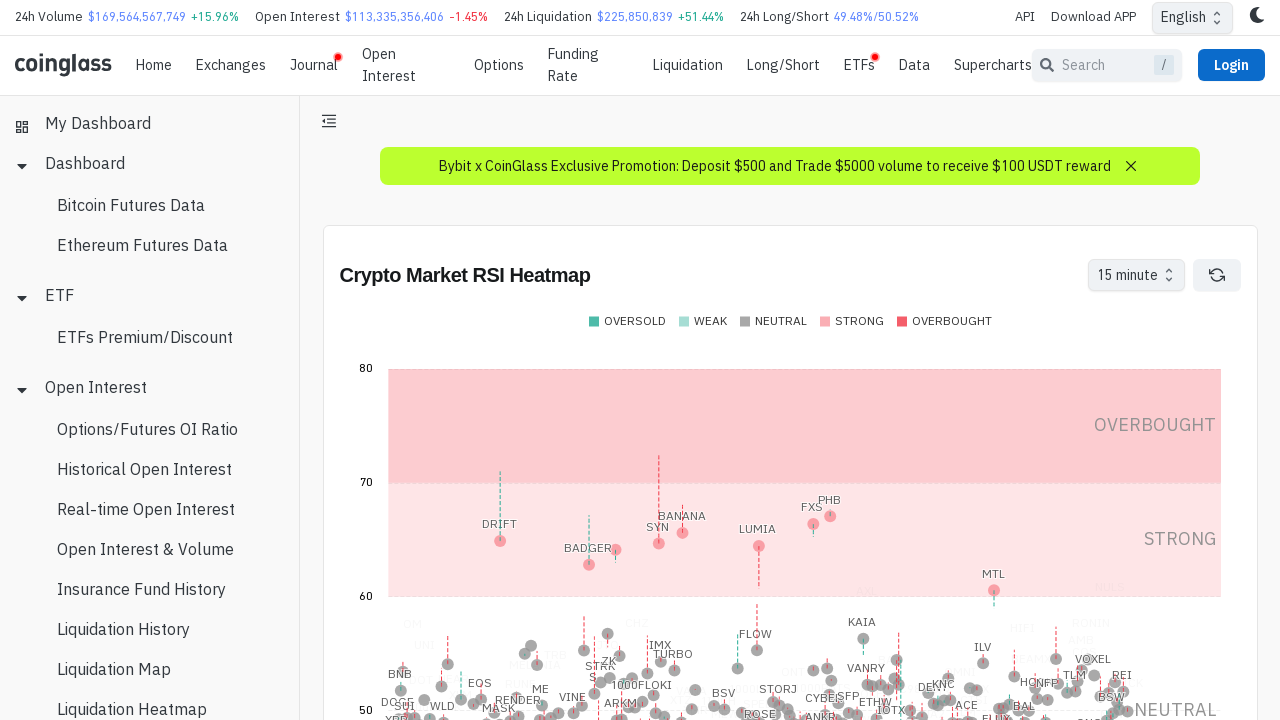 24h Volume $169,564,567,749 +15.96% Open Interest $113,335,356,406 -1.45% 24h Liquidation $225,850,839 +51.44% 24h Long/Short 49.48%/50.52% API Download APP English
coinglass Home Exchanges Journal Open Interest Options Funding Rate Liquidation Long/Short ETFs Data Supercharts Search / Login
My Dashboard
Dashboard
Bitcoin Futures Data
Ethereum Futures Data
ETF
ETFs Premium/Discount
Open Interest
Options/Futures OI Ratio
Historical Open Interest
Real-time Open Interest
Open Interest & Volume
Insurance Fund History
Liquidation History
Liquidation Map
Liquidation Heatmap
Bybit x CoinGlass Exclusive Promotion: Deposit $500 and Trade $5000 volume to receive $100 USDT reward
Crypto Market RSI Heatmap
15 minute
OVERSOLD WEAK NEUTRAL STRONG OVERBOUGHT
80
OVERBOUGHT
70
PHB
FXS
BANANA
DRIFT
SYN
LUMIA
STRONG
BADGER
MTL
60
KAIA
FLOW
IMX
ILV
TURBO
ZK
VOXEL
STRK
VANRY
BNB
TLM
REI
EOS
1000FLOKI
KNC
ME
BSV
STORJ
VINE
BSW
DOGE
RENDER
CYBER
SUI
WLD
ARKM
ETHW
ACE
MASK
IOTX
50
NEUTRAL
ROSE
ANKR